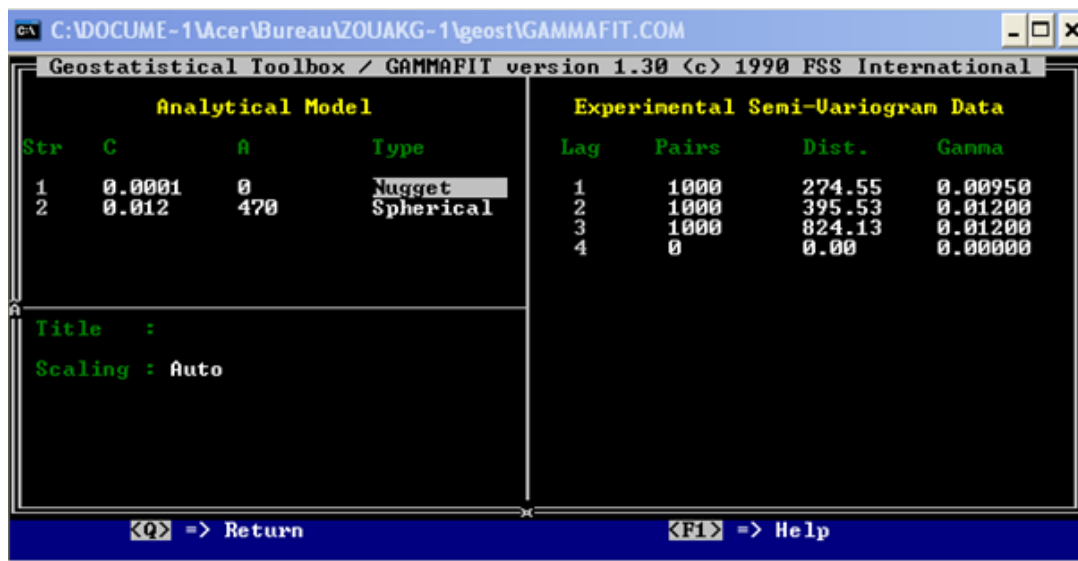 C:\DOCUME~1\Acer\Bureau\ZOUAKG~1\geost\GAMMAFIT.COM
Geostatistical Toolbox / GAMMAFIT version 1.30 (c) 1990 FSS International
Analytical Model
Str C A Type
1 0.0001 0 Nugget
2 0.012 470 Spherical
Title :
Scaling : Auto
Experimental Semi-Variogram Data
Lag Pairs Dist. Gamma
1 1000 274.55 0.00950
2 1000 395.53 0.01200
3 1000 824.13 0.01200
4 0 0.00 0.00000
<Q> => Return <F1> => Help